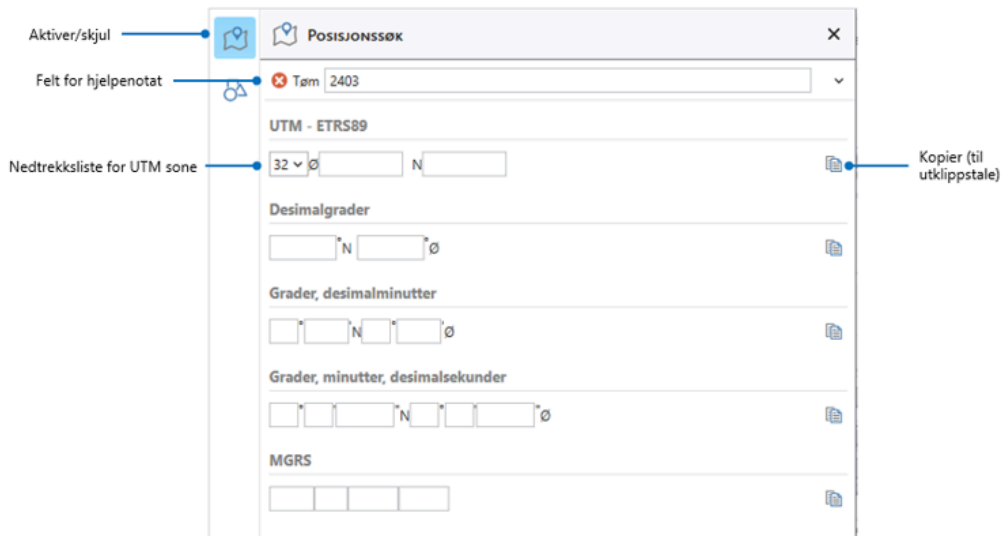 Aktiver/skjul
Posisjonssøk
Felt for hjelpenotat
Tøm 2403
UTM - ETRS89
Nedtrekksliste for UTM sone
32 Ø N
Kopier (til
utklippstale)
Desimalgrader
°N °Ø
Grader, desimalminutter
° 'N ° 'Ø
Grader, minutter, desimalsekunder
° ' "N ° ' "Ø
MGRS